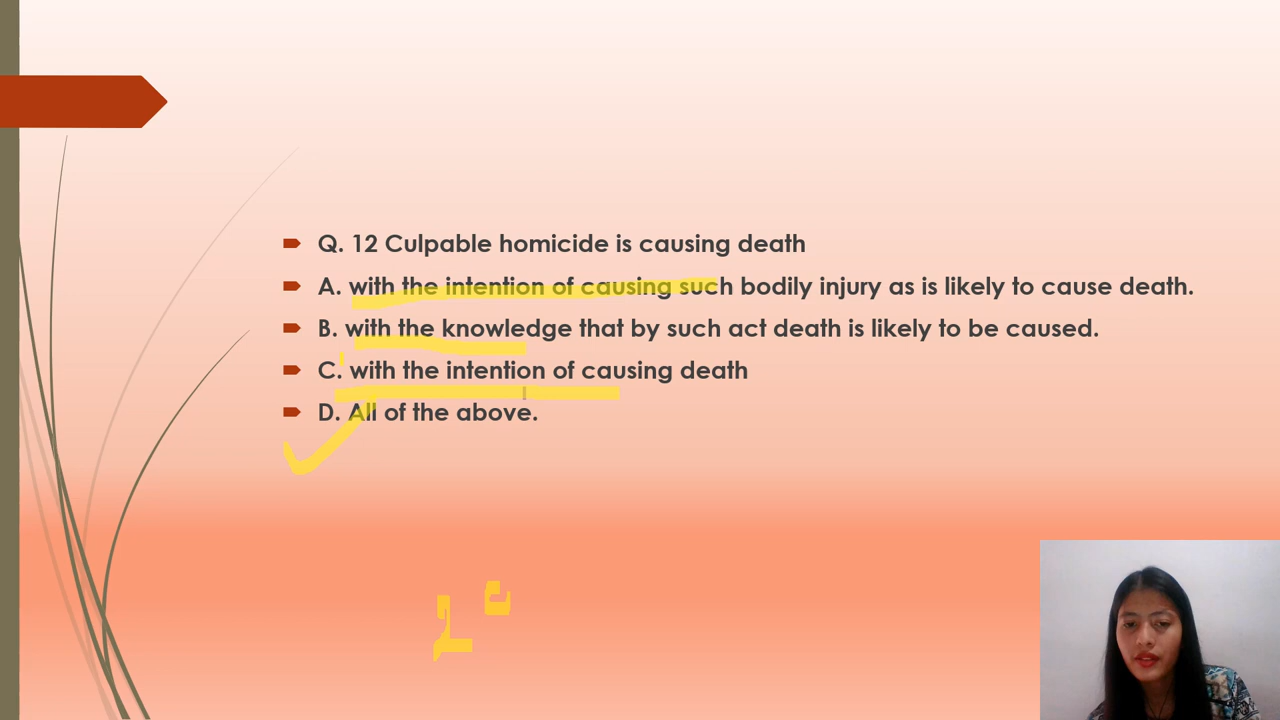 Q. 12 Culpable homicide is causing death
A. with the intention of causing such bodily injury as is likely to cause death.
B. with the knowledge that by such act death is likely to be caused.
C. with the intention of causing death
D. All of the above.